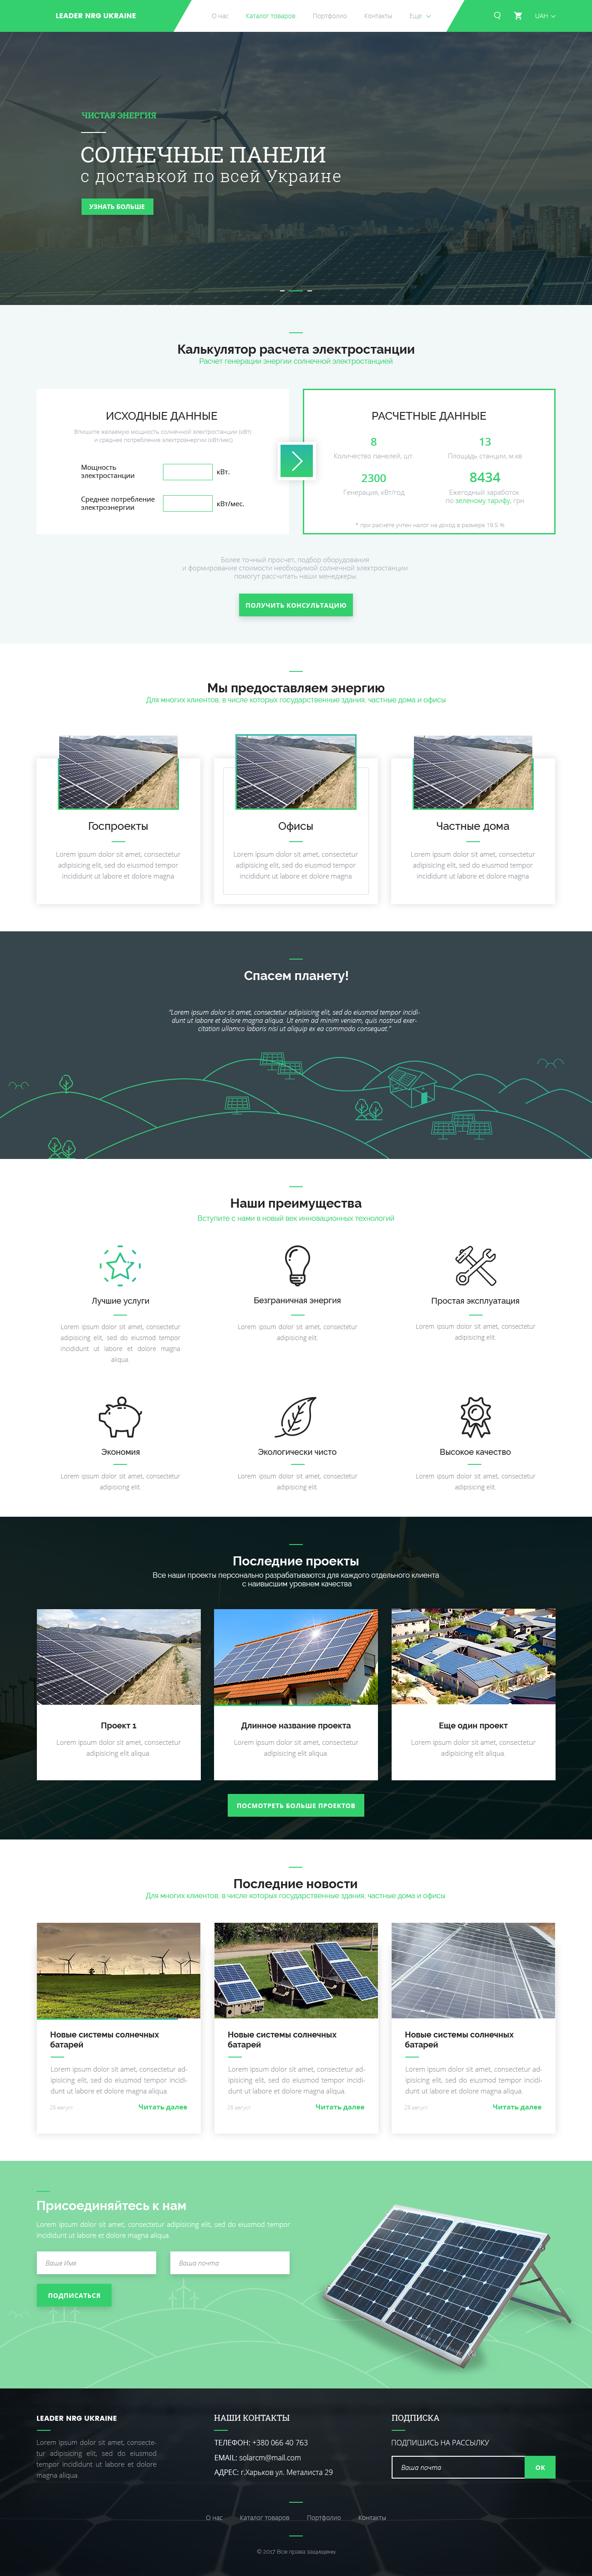 LEADER NRG UKRAINE
О нас Каталог товаров Портфолио Контакты Еще
UAH
ЧИСТАЯ ЭНЕРГИЯ
СОЛНЕЧНЫЕ ПАНЕЛИ
с доставкой по всей Украине
УЗНАТЬ БОЛЬШЕ
Калькулятор расчета электростанции
Расчет генерации энергии солнечной электростанцией
ИСХОДНЫЕ ДАННЫЕ
Впишите желаемую мощность солнечной электростанции (кВт)
и среднее потребление электроэнергии (кВт/мес)
Мощность
электростанции
кВт.
Среднее потребление
электроэнергии
кВт/мес.
РАСЧЕТНЫЕ ДАННЫЕ
8
Количество панелей, шт.
13
Площадь станции, м.кв
2300
Генерация, кВт/год
8434
Ежегодный заработок
по зеленому тарифу, грн
* при расчете учтен налог на доход в размере 19.5 %
Более точный просчет, подбор оборудования
и формирование стоимости необходимой солнечной электростанции
помогут рассчитать наши менеджеры.
ПОЛУЧИТЬ КОНСУЛЬТАЦИЮ
Мы предоставляем энергию
Для многих клиентов, в числе которых государственные здания, частные дома и офисы
Госпроекты
Lorem ipsum dolor sit amet, consectetur
adipisicing elit, sed do eiusmod tempor
incididunt ut labore et dolore magna
Офисы
Lorem ipsum dolor sit amet, consectetur
adipisicing elit, sed do eiusmod tempor
incididunt ut labore et dolore magna
Частные дома
Lorem ipsum dolor sit amet, consectetur
adipisicing elit, sed do eiusmod tempor
incididunt ut labore et dolore magna
Спасем планету!
"Lorem ipsum dolor sit amet, consectetur adipisicing elit, sed do eiusmod tempor incidi-
dunt ut labore et dolore magna aliqua. Ut enim ad minim veniam, quis nostrud exer-
citation ullamco laboris nisi ut aliquip ex ea commodo consequat."
Наши преимущества
Вступите с нами в новый век инновационных технологий
Лучшие услуги
Lorem ipsum dolor sit amet, consectetur
adipisicing elit, sed do eiusmod tempor
incididunt ut labore et dolore magna
aliqua.
Безграничная энергия
Lorem ipsum dolor sit amet, consectetur
adipisicing elit.
Простая эксплуатация
Lorem ipsum dolor sit amet, consectetur
adipisicing elit.
Экономия
Lorem ipsum dolor sit amet, consectetur
adipisicing elit.
Экологически чисто
Lorem ipsum dolor sit amet, consectetur
adipisicing elit.
Высокое качество
Lorem ipsum dolor sit amet, consectetur
adipisicing elit.
Последние проекты
Все наши проекты персонально разрабатываются для каждого отдельного клиента
с наивысшим уровнем качества
Проект 1
Lorem ipsum dolor sit amet, consectetur
adipisicing elit aliqua.
Длинное название проекта
Lorem ipsum dolor sit amet, consectetur
adipisicing elit aliqua.
Еще один проект
Lorem ipsum dolor sit amet, consectetur
adipisicing elit aliqua.
ПОСМОТРЕТЬ БОЛЬШЕ ПРОЕКТОВ
Последние новости
Для многих клиентов, в числе которых государственные здания, частные дома и офисы
Новые системы солнечных
батарей
Lorem ipsum dolor sit amet, consectetur ad-
ipisicing elit, sed do eiusmod tempor incidi-
dunt ut labore et dolore magna aliqua.
28 август Читать далее
Новые системы солнечных
батарей
Lorem ipsum dolor sit amet, consectetur ad-
ipisicing elit, sed do eiusmod tempor incidi-
dunt ut labore et dolore magna aliqua.
28 август Читать далее
Новые системы солнечных
батарей
Lorem ipsum dolor sit amet, consectetur ad-
ipisicing elit, sed do eiusmod tempor incidi-
dunt ut labore et dolore magna aliqua.
28 август Читать далее
Присоединяйтесь к нам
Lorem ipsum dolor sit amet, consectetur adipisicing elit, sed do eiusmod tempor
incididunt ut labore et dolore magna aliqua.
Ваше Имя
Ваша почта
ПОДПИСАТЬСЯ
LEADER NRG UKRAINE
Lorem ipsum dolor sit amet, consecte-
tur adipisicing elit, sed do eiusmod
tempor incididunt ut labore et dolore
magna aliqua.
НАШИ КОНТАКТЫ
ТЕЛЕФОН: +380 066 40 763
EMAIL: solarcm@mail.com
АДРЕС: г.Харьков ул. Металиста 29
ПОДПИСКА
ПОДПИШИСЬ НА РАССЫЛКУ
Ваша почта
ОК
О нас Каталог товаров Портфолио Контакты
© 2017 Все права защищены.